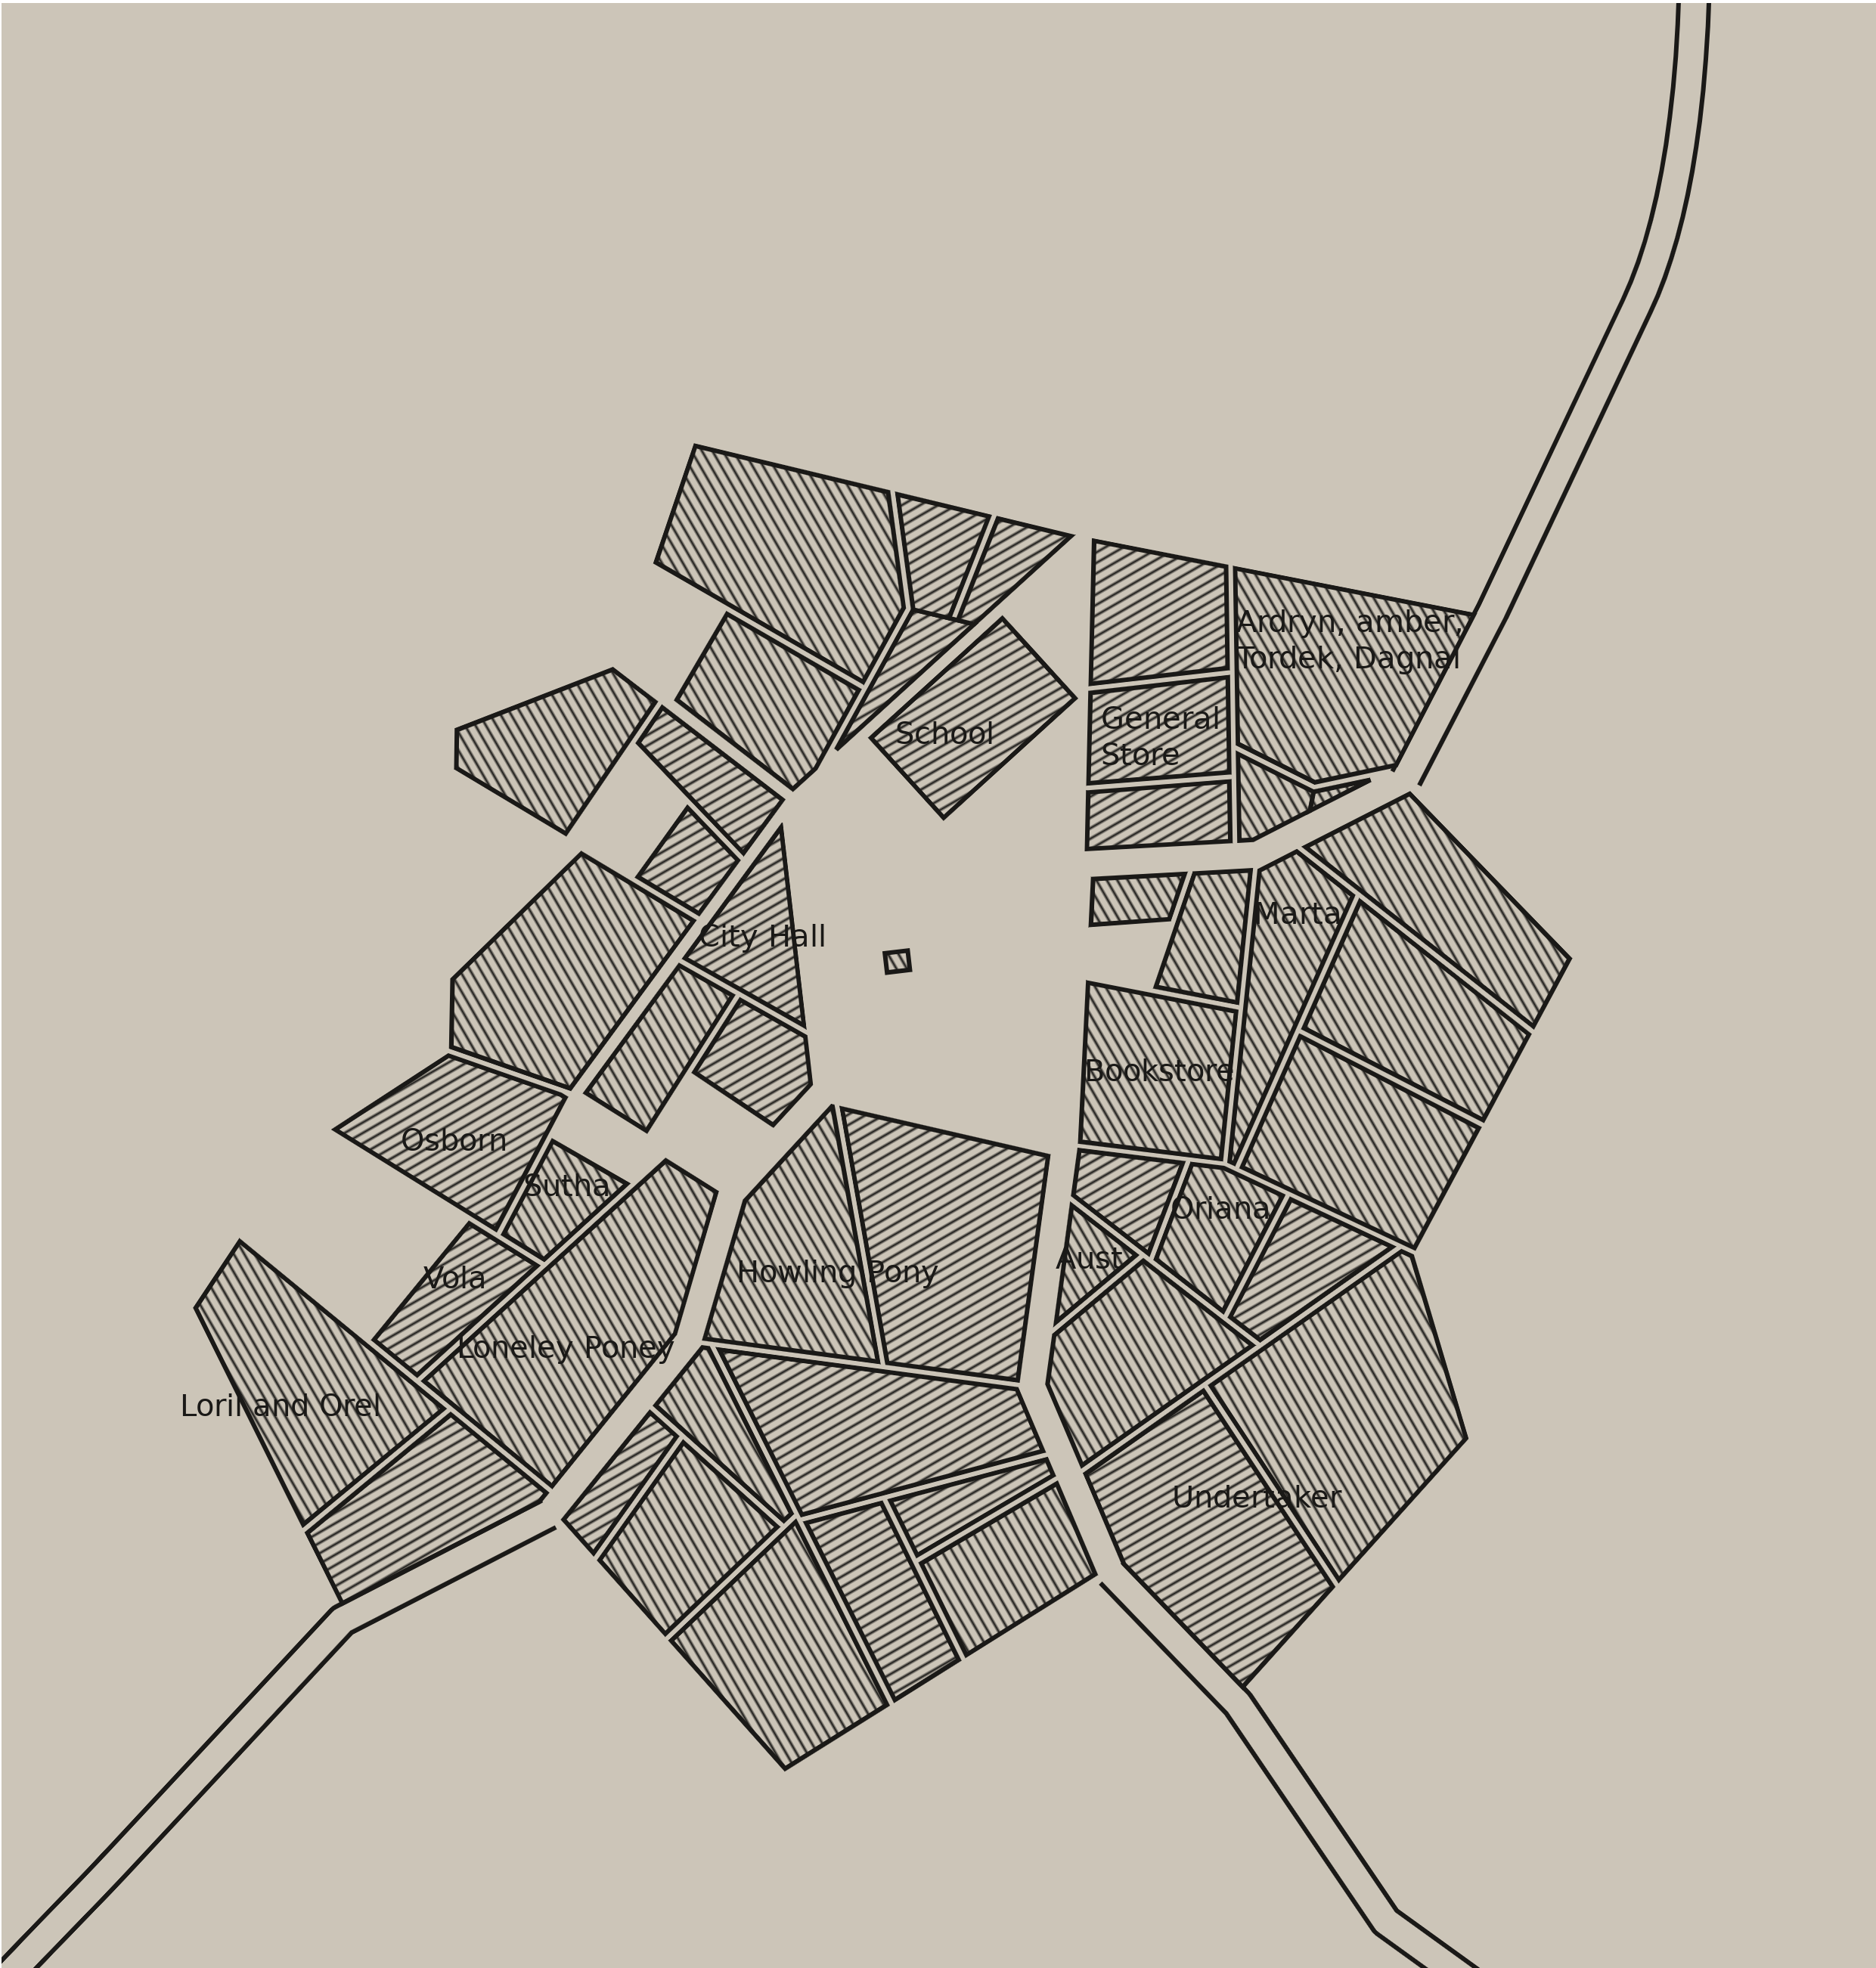 Ardryn, amber,
Tordek, Dagnal
General
Store
School
Marta
City Hall
Bookstore
Osborn
Sutha
Oriana
Aust
Howling Pony
Vola
Loneley Poney
Loril and Orel
Undertaker